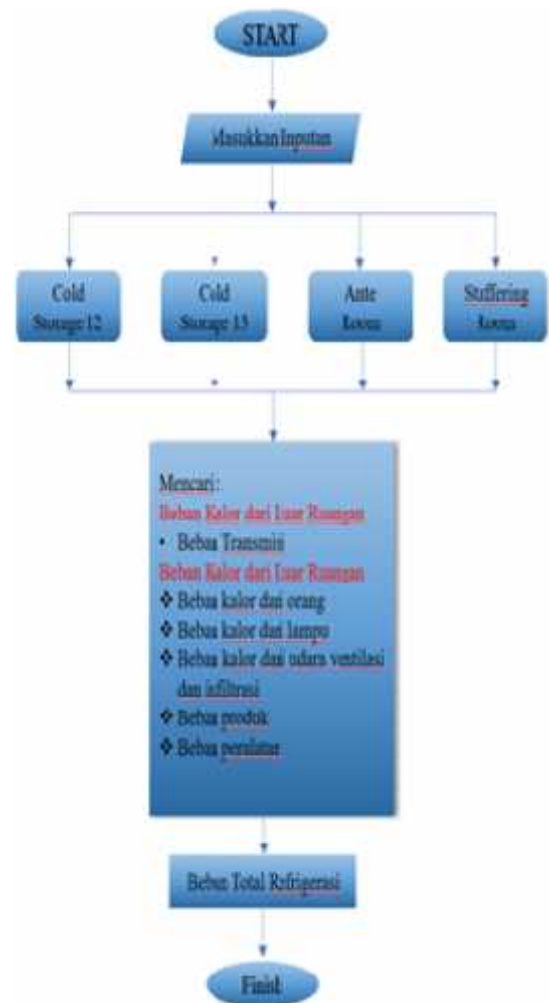 START
Masukkan Inputan
Cold
Storage 12
Cold
Storage 13
Ante
Room
Stuffering
Room
Mencari:
Beban Kalor dari Luar Ruangan
• Beban Transmisi
Beban Kalor dari Luar Ruangan
❖ Beban kalor dari orang
❖ Beban kalor dari lampu
❖ Beban kalor dari udara ventilasi
dan infiltrasi
❖ Beban produk
❖ Beban peralatan
Beban Total Refrigerasi
Finish